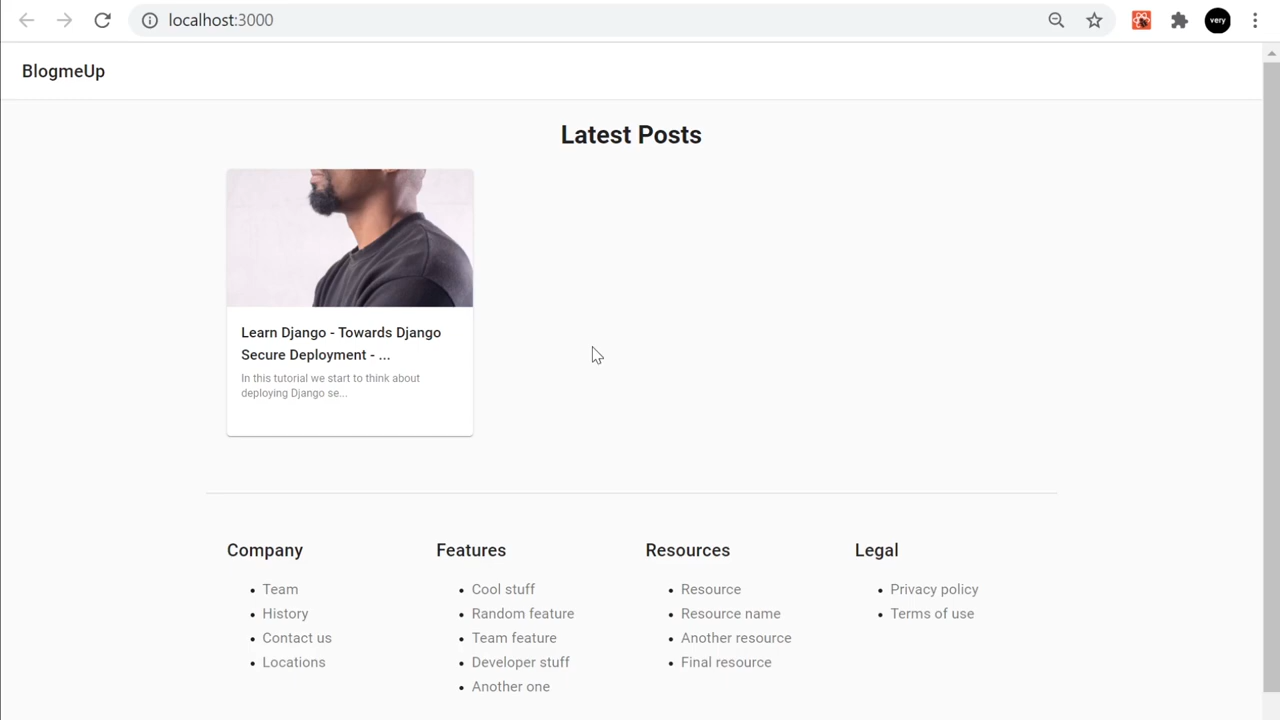 localhost:3000
very
BlogmeUp
Latest Posts
Learn Django - Towards Django
Secure Deployment - ...
In this tutorial we start to think about
deploying Django se...
Company
Team
History
Contact us
Locations
Features
Cool stuff
Random feature
Team feature
Developer stuff
Another one
Resources
Resource
Resource name
Another resource
Final resource
Legal
Privacy policy
Terms of use